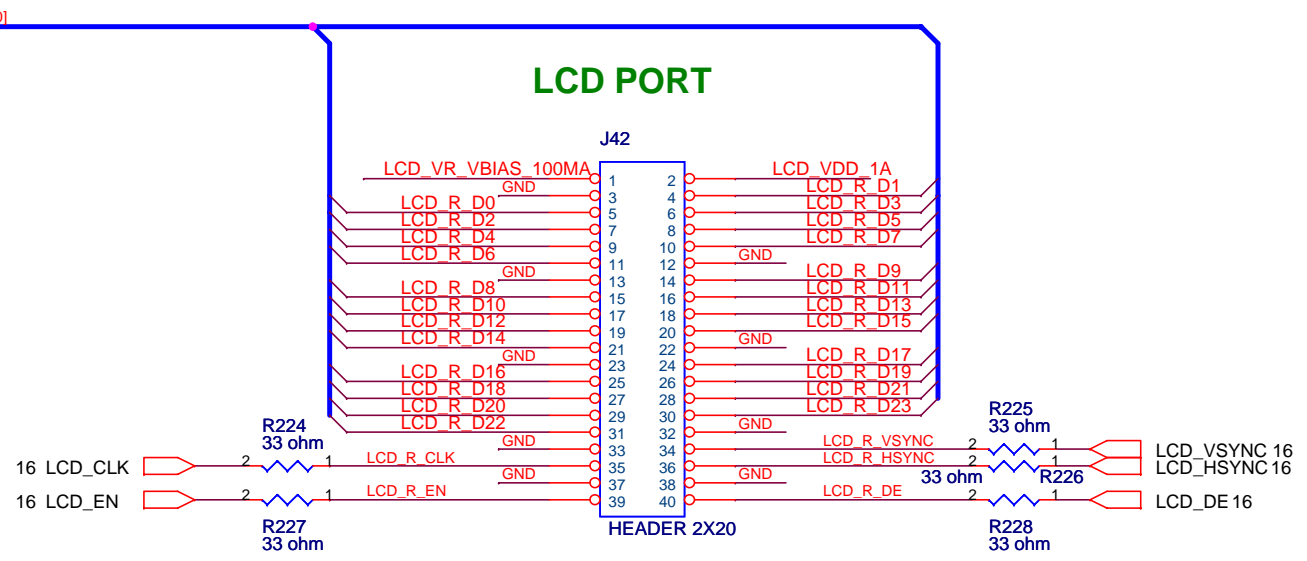 0]
LCD PORT
J42
LCD_VR_VBIAS_100MA 1 2 LCD_VDD_1A
GND 3 4 LCD_R_D1
LCD_R_D0 5 6 LCD_R_D3
LCD_R_D2 7 8 LCD_R_D5
LCD_R_D4 9 10 LCD_R_D7
LCD_R_D6 11 12 GND
GND 13 14 LCD_R_D9
LCD_R_D8 15 16 LCD_R_D11
LCD_R_D10 17 18 LCD_R_D13
LCD_R_D12 19 20 LCD_R_D15
LCD_R_D14 21 22 GND
GND 23 24 LCD_R_D17
LCD_R_D16 25 26 LCD_R_D19
LCD_R_D18 27 28 LCD_R_D21
LCD_R_D20 29 30 LCD_R_D23
LCD_R_D22 31 32 GND
R224
33 ohm
R225
33 ohm
GND 33 34 LCD_R_VSYNC 2 1 LCD_VSYNC 16
16 LCD_CLK 2 1 LCD_R_CLK 35 36 LCD_R_HSYNC 2 1 LCD_HSYNC 16
33 ohm R226
GND 37 38 GND
16 LCD_EN 2 1 LCD_R_EN 39 40 LCD_R_DE 2 1 LCD_DE 16
R227
33 ohm
HEADER 2X20
R228
33 ohm